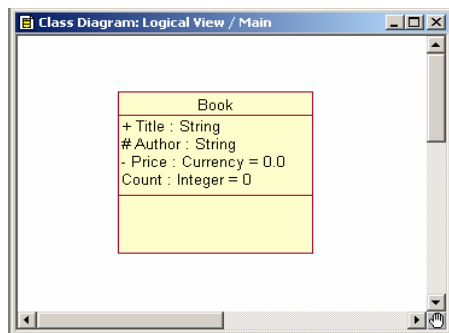 Class Diagram: Logical View / Main
Book
+ Title : String
# Author : String
- Price : Currency = 0.0
Count : Integer = 0